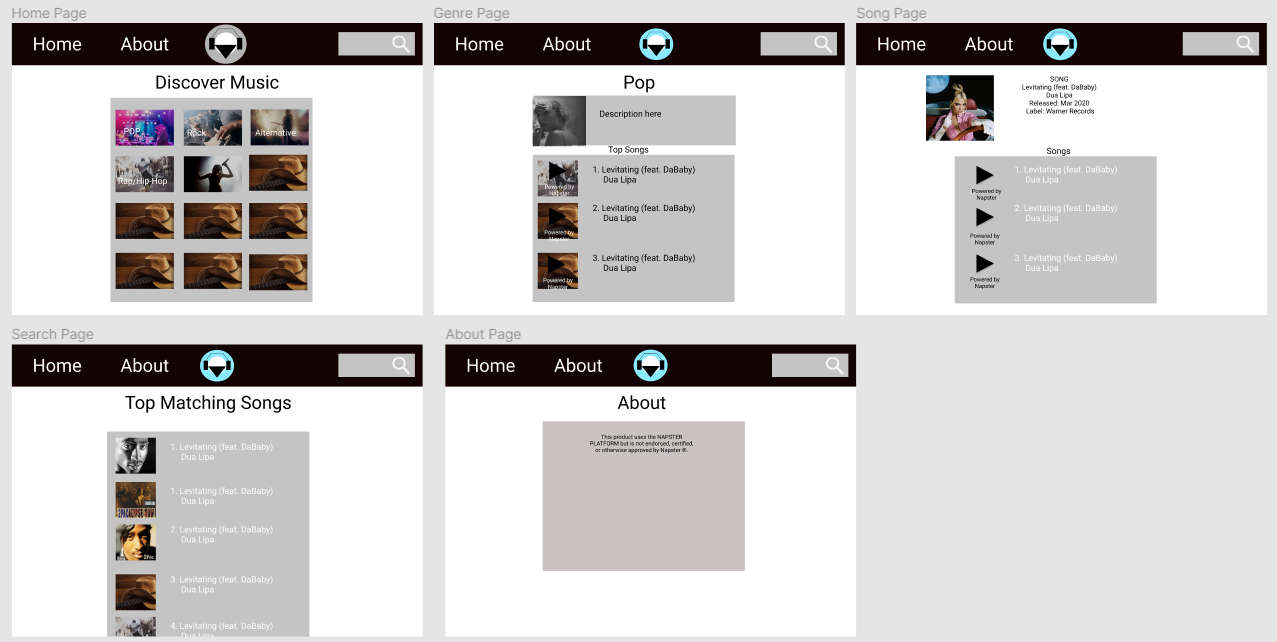 Home Page
Home About
Discover Music
POP
Rock
Alternative
Rap/Hip-Hop
Genre Page
Home About
Pop
Description here
Top Songs
Powered by
Napster
1. Levitating (feat. DaBaby)
Dua Lipa
Powered by
Napster
2. Levitating (feat. DaBaby)
Dua Lipa
Powered by
Napster
3. Levitating (feat. DaBaby)
Dua Lipa
Song Page
Home About
SONG
Levitating (feat. DaBaby)
Dua Lipa
Released: Mar 2020
Label: Warner Records
Songs
Powered by
Napster
1. Levitating (feat. DaBaby)
Dua Lipa
Powered by
Napster
2. Levitating (feat. DaBaby)
Dua Lipa
Powered by
Napster
3. Levitating (feat. DaBaby)
Dua Lipa
Search Page
Home About
Top Matching Songs
1. Levitating (feat. DaBaby)
Dua Lipa
1. Levitating (feat. DaBaby)
Dua Lipa
2. Levitating (feat. DaBaby)
Dua Lipa
2Pac
3. Levitating (feat. DaBaby)
Dua Lipa
4. Levitating (feat. DaBaby)
Dua Lipa
About Page
Home About
About
This product uses the NAPSTER
PLATFORM but is not endorsed, certified,
or otherwise approved by Napster ®.